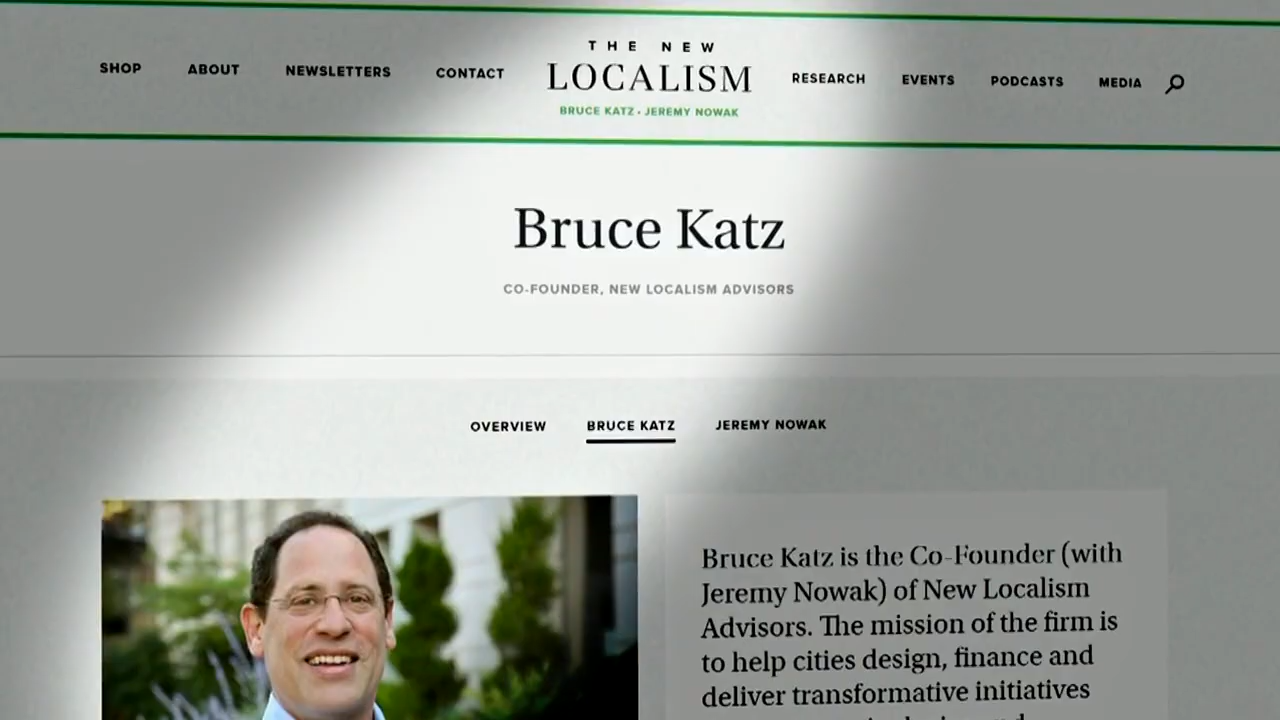 SHOP ABOUT NEWSLETTERS CONTACT
THE NEW
LOCALISM
BRUCE KATZ • JEREMY NOWAK
RESEARCH EVENTS PODCASTS MEDIA
Bruce Katz
CO-FOUNDER, NEW LOCALISM ADVISORS
OVERVIEW BRUCE KATZ JEREMY NOWAK
Bruce Katz is the Co-Founder (with
Jeremy Nowak) of New Localism
Advisors. The mission of the firm is
to help cities design, finance and
deliver transformative initiatives